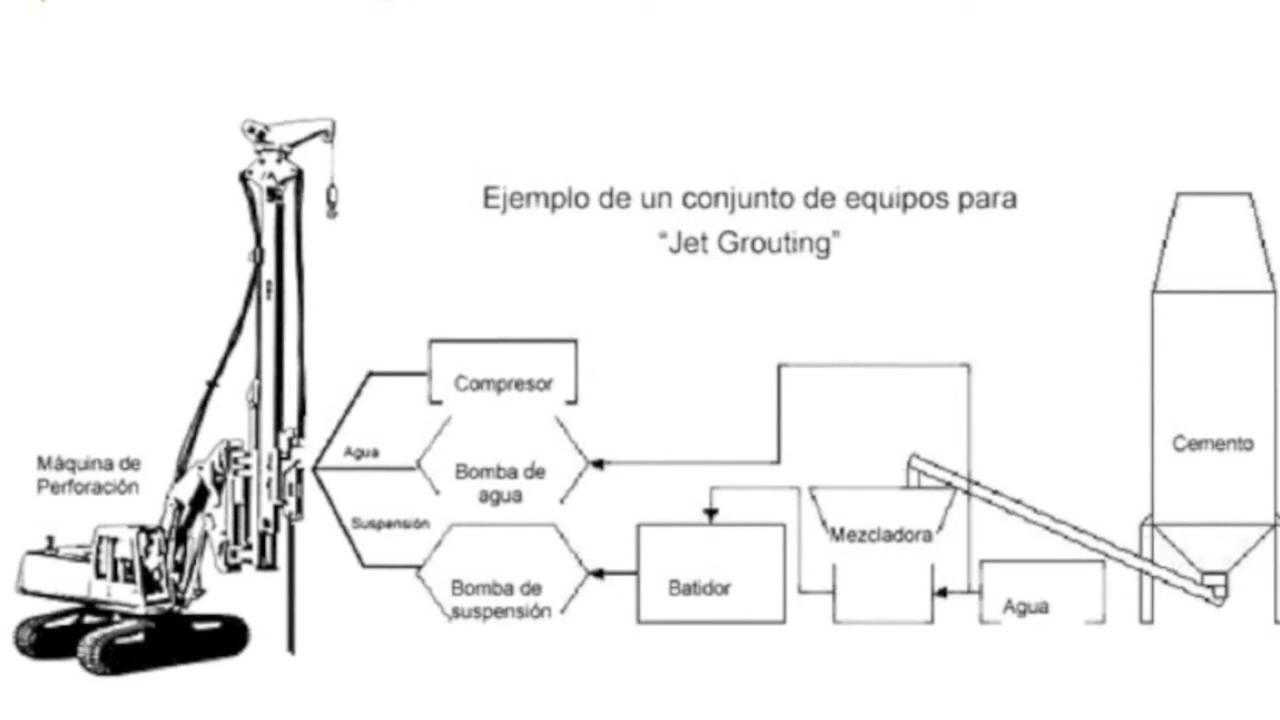 Ejemplo de un conjunto de equipos para
"Jet Grouting"
Compresor
Agua
Bomba de
agua
Suspensión
Bomba de
suspensión
Máquina de
Perforación
Batidor
Mezcladora
Agua
Cemento